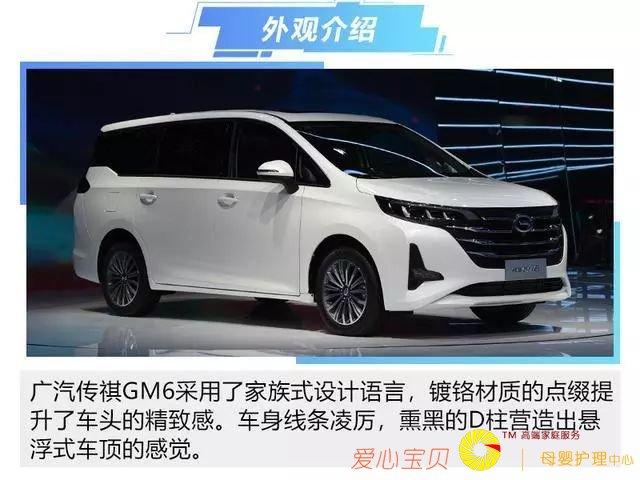 外观介绍
广汽传祺GM6采用了家族式设计语言，镀铬材质的点缀提
升了车头的精致感。车身线条凌厉，熏黑的D柱营造出悬
浮式车顶的感觉。
爱心宝贝
TM 高端家庭服务
母婴护理中心